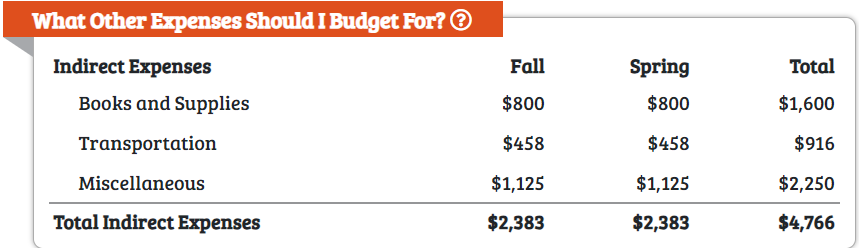 What Other Expenses Should I Budget For? ?
Indirect Expenses Fall Spring Total
Books and Supplies $800 $800 $1,600
Transportation $458 $458 $916
Miscellaneous $1,125 $1,125 $2,250
Total Indirect Expenses $2,383 $2,383 $4,766